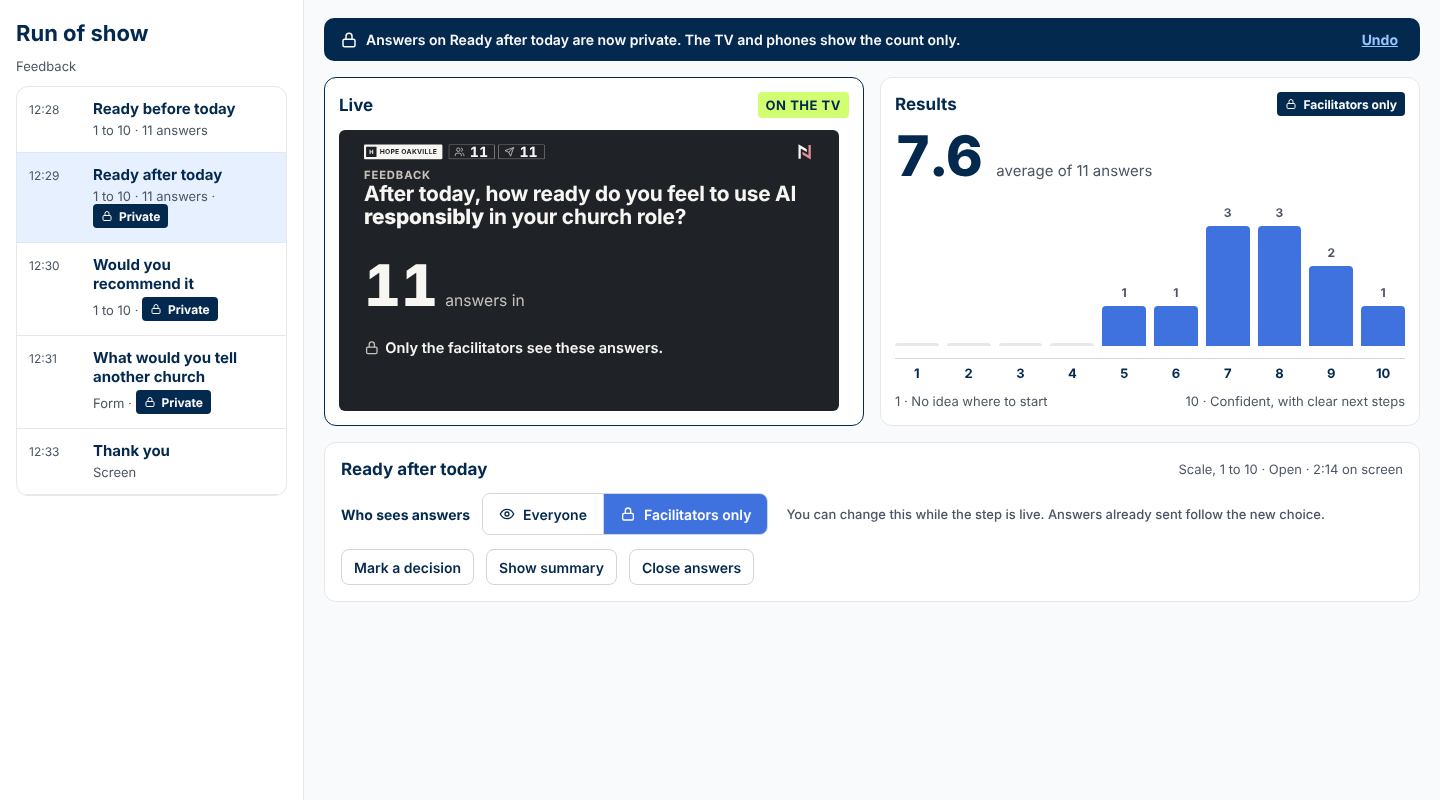 Run of show
Feedback
12:28
Ready before today
1 to 10 · 11 answers
12:29
Ready after today
1 to 10 · 11 answers ·
Private
12:30
Would you
recommend it
1 to 10 · Private
12:31
What would you tell
another church
Form · Private
12:33
Thank you
Screen
Answers on Ready after today are now private. The TV and phones show the count only.
Undo
Live
ON THE TV
H HOPE OAKVILLE 11 11
FEEDBACK
After today, how ready do you feel to use AI
responsibly in your church role?
11 answers in
Only the facilitators see these answers.
Results
Facilitators only
7.6 average of 11 answers
1 1 3 3 2 1
1 2 3 4 5 6 7 8 9 10
1 · No idea where to start
10 · Confident, with clear next steps
Ready after today
Scale, 1 to 10 · Open · 2:14 on screen
Who sees answers Everyone Facilitators only You can change this while the step is live. Answers already sent follow the new choice.
Mark a decision Show summary Close answers